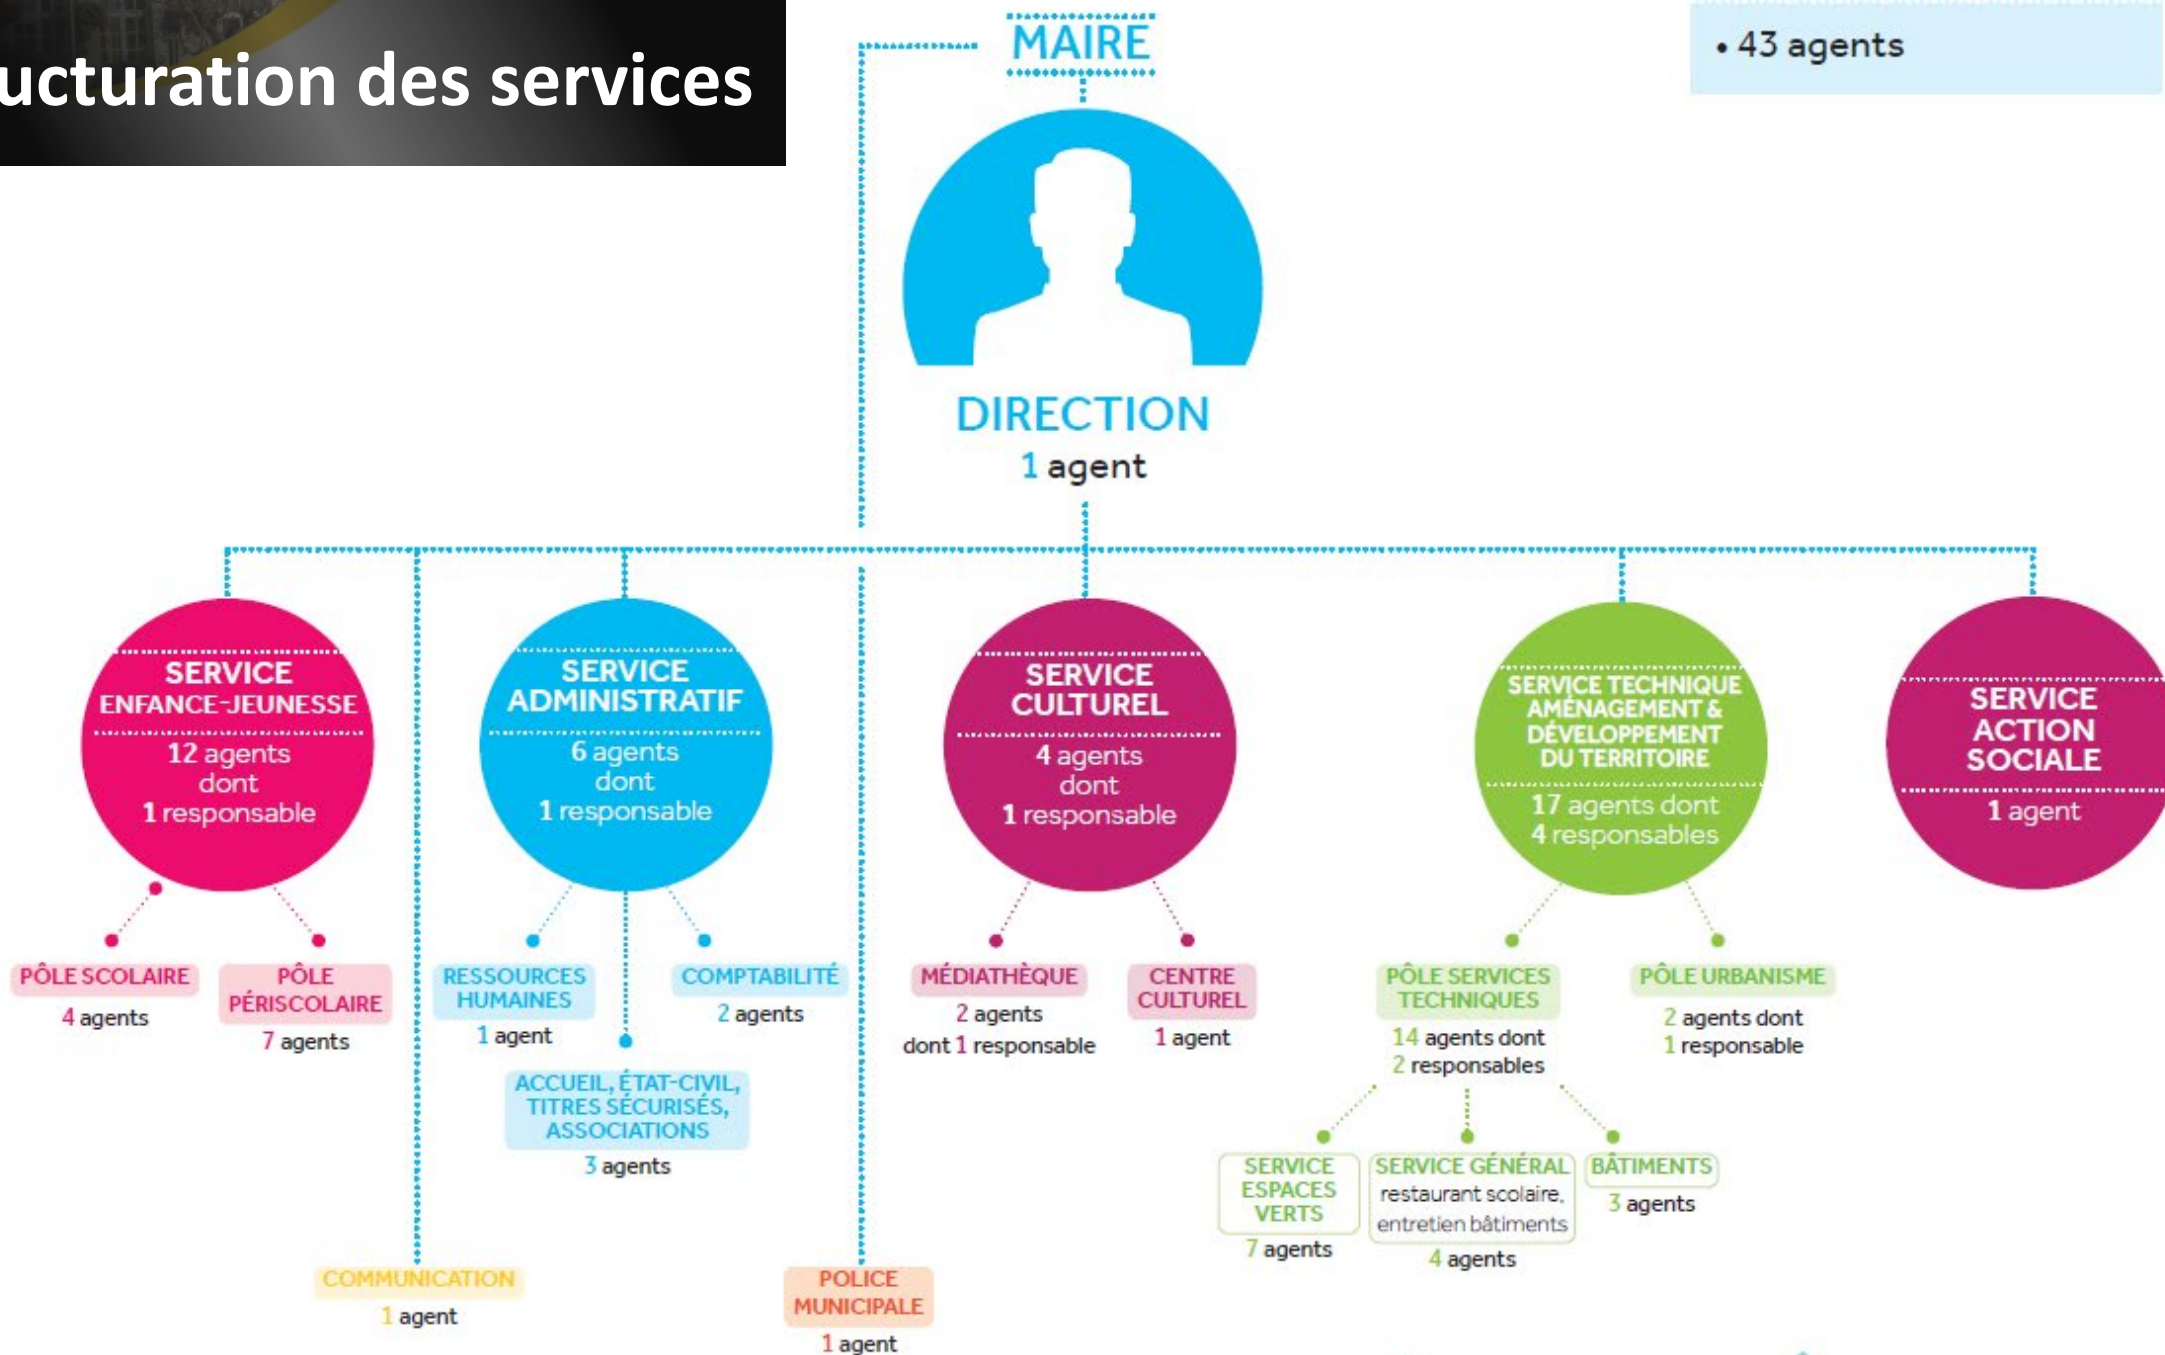 ucturation des services
MAIRE
• 43 agents
DIRECTION
1 agent
SERVICE
ENFANCE-JEUNESSE
12 agents
dont
1 responsable
SERVICE
ADMINISTRATIF
6 agents
dont
1 responsable
SERVICE
CULTUREL
4 agents
dont
1 responsable
SERVICE TECHNIQUE
AMÉNAGEMENT &
DÉVELOPPEMENT
DU TERRITOIRE
17 agents dont
4 responsables
SERVICE
ACTION
SOCIALE
1 agent
PÔLE SCOLAIRE
4 agents
PÔLE
PÉRISCOLAIRE
7 agents
RESSOURCES
HUMAINES
1 agent
COMPTABILITÉ
2 agents
ACCUEIL, ÉTAT-CIVIL,
TITRES SÉCURISÉS,
ASSOCIATIONS
3 agents
MÉDIATHÈQUE
2 agents
dont 1 responsable
CENTRE
CULTUREL
1 agent
PÔLE SERVICES
TECHNIQUES
14 agents dont
2 responsables
PÔLE URBANISME
2 agents dont
1 responsable
SERVICE
ESPACES
VERTS
7 agents
SERVICE GÉNÉRAL
restaurant scolaire,
entretien bâtiments
4 agents
BÂTIMENTS
3 agents
COMMUNICATION
1 agent
POLICE
MUNICIPALE
1 agent